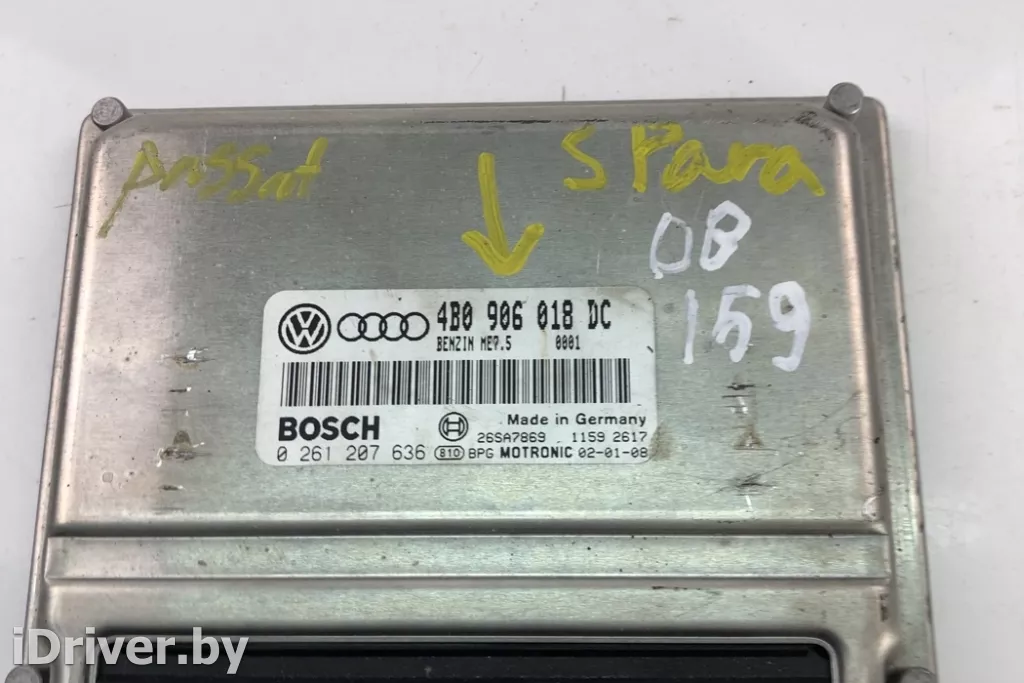 passat
S Para
0B
159
4B0 906 018 DC
BENZIN ME7.5 0001
BOSCH
Made in Germany
26SA7869 1159 2617
0 261 207 636 810 BPG MOTRONIC 02-01-08
iDriver.by